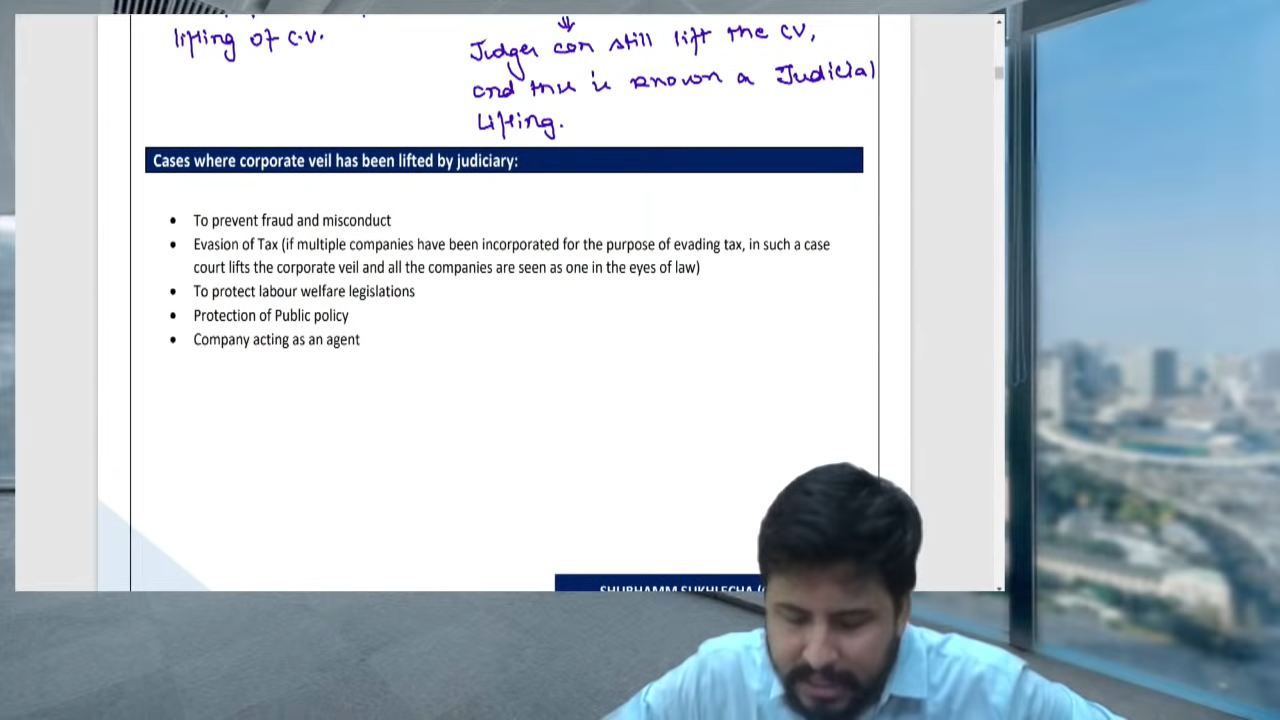 lifting of C.V.
Judges can still lift the CV,
and this is known as Judicial
Lifting.
Cases where corporate veil has been lifted by judiciary:
• To prevent fraud and misconduct
• Evasion of Tax (if multiple companies have been incorporated for the purpose of evading tax, in such a case
court lifts the corporate veil and all the companies are seen as one in the eyes of law)
• To protect labour welfare legislations
• Protection of Public policy
• Company acting as an agent
SHUBHAMM SUKHLECHA